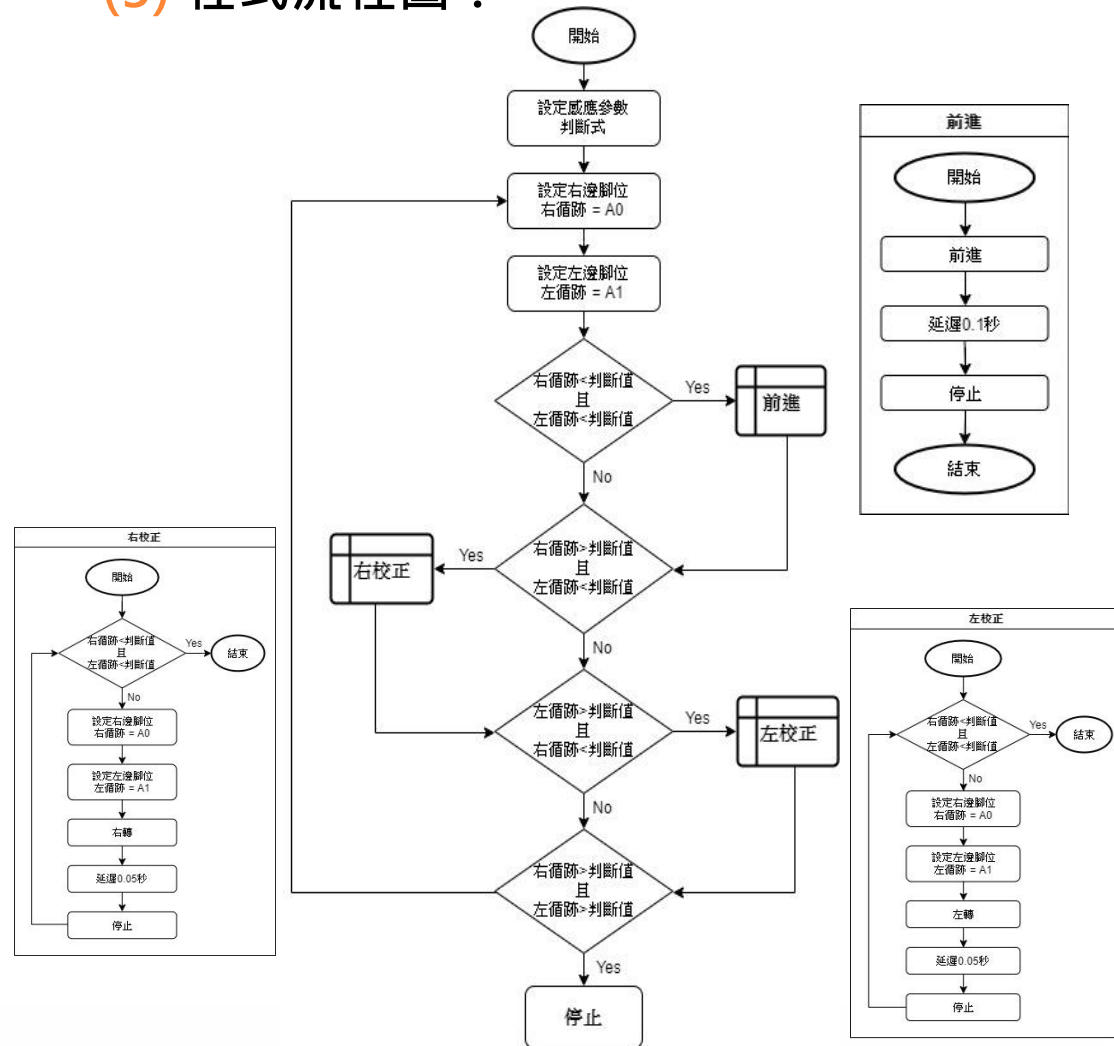 (3) 程式流程圖：
開始
設定感應參數
判斷式
設定右邊腳位
右循跡 = A0
設定左邊腳位
左循跡 = A1
右循跡<判斷值
且
左循跡<判斷值
Yes
前進
No
右循跡>判斷值
且
左循跡<判斷值
Yes
右校正
No
左循跡>判斷值
且
右循跡<判斷值
Yes
左校正
No
右循跡>判斷值
且
左循跡>判斷值
Yes
停止
前進
開始
前進
延遲0.1秒
停止
結束
右校正
開始
右循跡<判斷值
且
左循跡<判斷值
Yes
結束
No
設定右邊腳位
右循跡 = A0
設定左邊腳位
左循跡 = A1
右轉
延遲0.05秒
停止
左校正
開始
右循跡<判斷值
且
左循跡<判斷值
Yes
結束
No
設定右邊腳位
右循跡 = A0
設定左邊腳位
左循跡 = A1
左轉
延遲0.05秒
停止